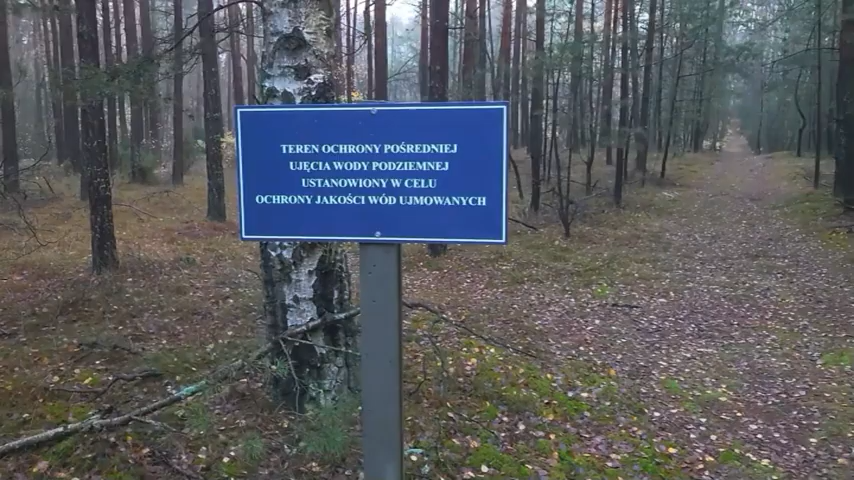 TEREN OCHRONY POŚREDNIEJ
UJĘCIA WODY PODZIEMNEJ
USTANOWIONY W CELU
OCHRONY JAKOŚCI WÓD UJMOWANYCH